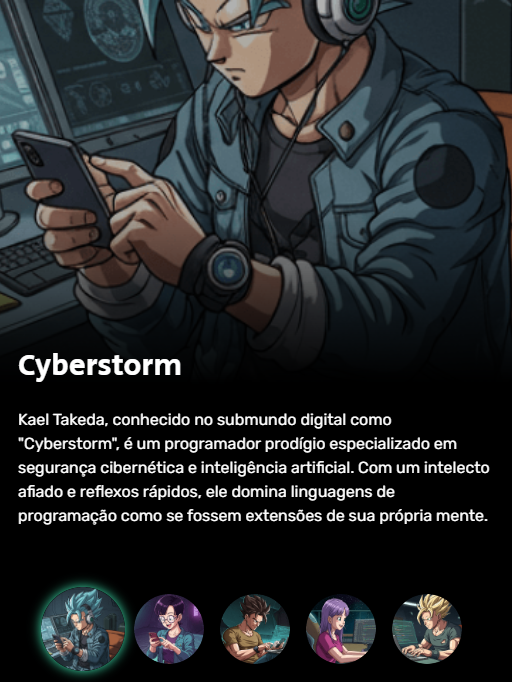 Cyberstorm
Kael Takeda, conhecido no submundo digital como
"Cyberstorm", é um programador prodígio especializado em
segurança cibernética e inteligência artificial. Com um intelecto
afiado e reflexos rápidos, ele domina linguagens de
programação como se fossem extensões de sua própria mente.